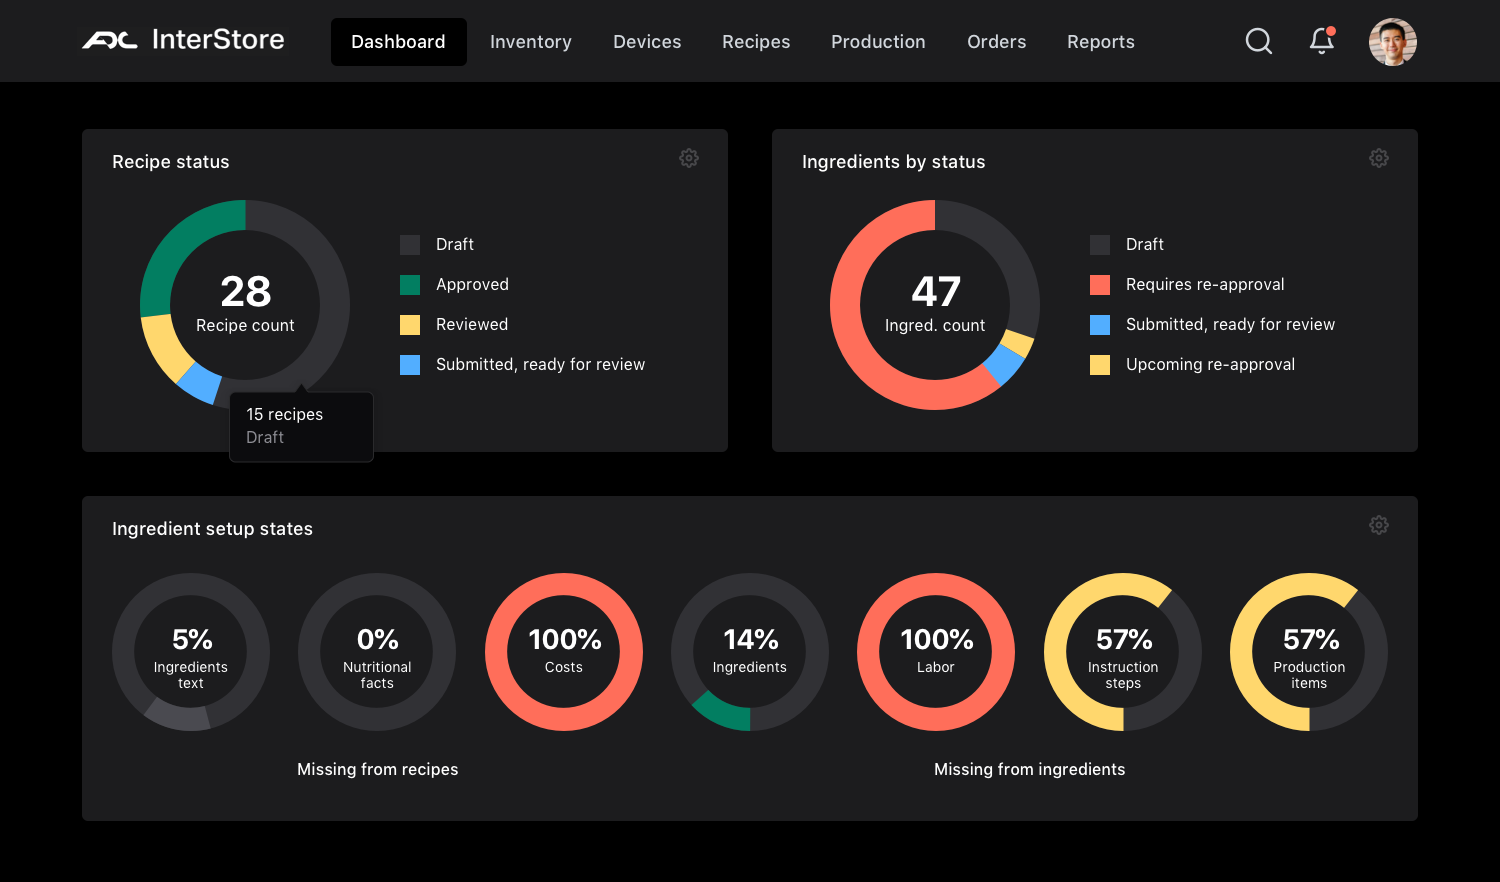 InterStore
Dashboard
Inventory
Devices
Recipes
Production
Orders
Reports
Recipe status
28
Recipe count
Draft
Approved
Reviewed
Submitted, ready for review
15 recipes
Draft
Ingredients by status
47
Ingred. count
Draft
Requires re-approval
Submitted, ready for review
Upcoming re-approval
Ingredient setup states
5%
Ingredients
text
0%
Nutritional
facts
100%
Costs
14%
Ingredients
100%
Labor
57%
Instruction
steps
57%
Production
items
Missing from recipes
Missing from ingredients